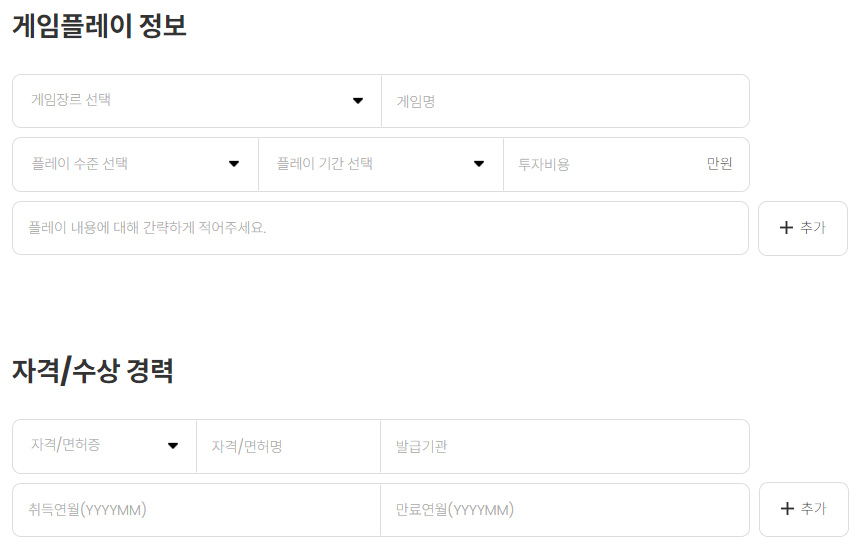 게임플레이 정보
게임장르 선택 게임명
플레이 수준 선택 플레이 기간 선택 투자비용 만원
플레이 내용에 대해 간략하게 적어주세요. + 추가
자격/수상 경력
자격/면허증 자격/면허명 발급기관
취득연월(YYYYMM) 만료연월(YYYYMM) + 추가